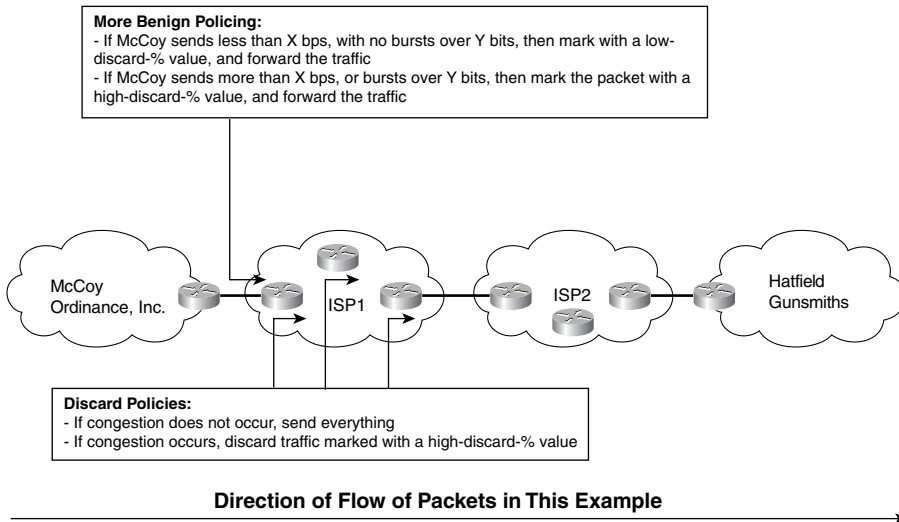 More Benign Policing:
- If McCoy sends less than X bps, with no bursts over Y bits, then mark with a low-
discard-% value, and forward the traffic
- If McCoy sends more than X bps, or bursts over Y bits, then mark the packet with a
high-discard-% value, and forward the traffic
McCoy
Ordinance, Inc.
ISP1
ISP2
Hatfield
Gunsmiths
Discard Policies:
- If congestion does not occur, send everything
- If congestion occurs, discard traffic marked with a high-discard-% value
Direction of Flow of Packets in This Example